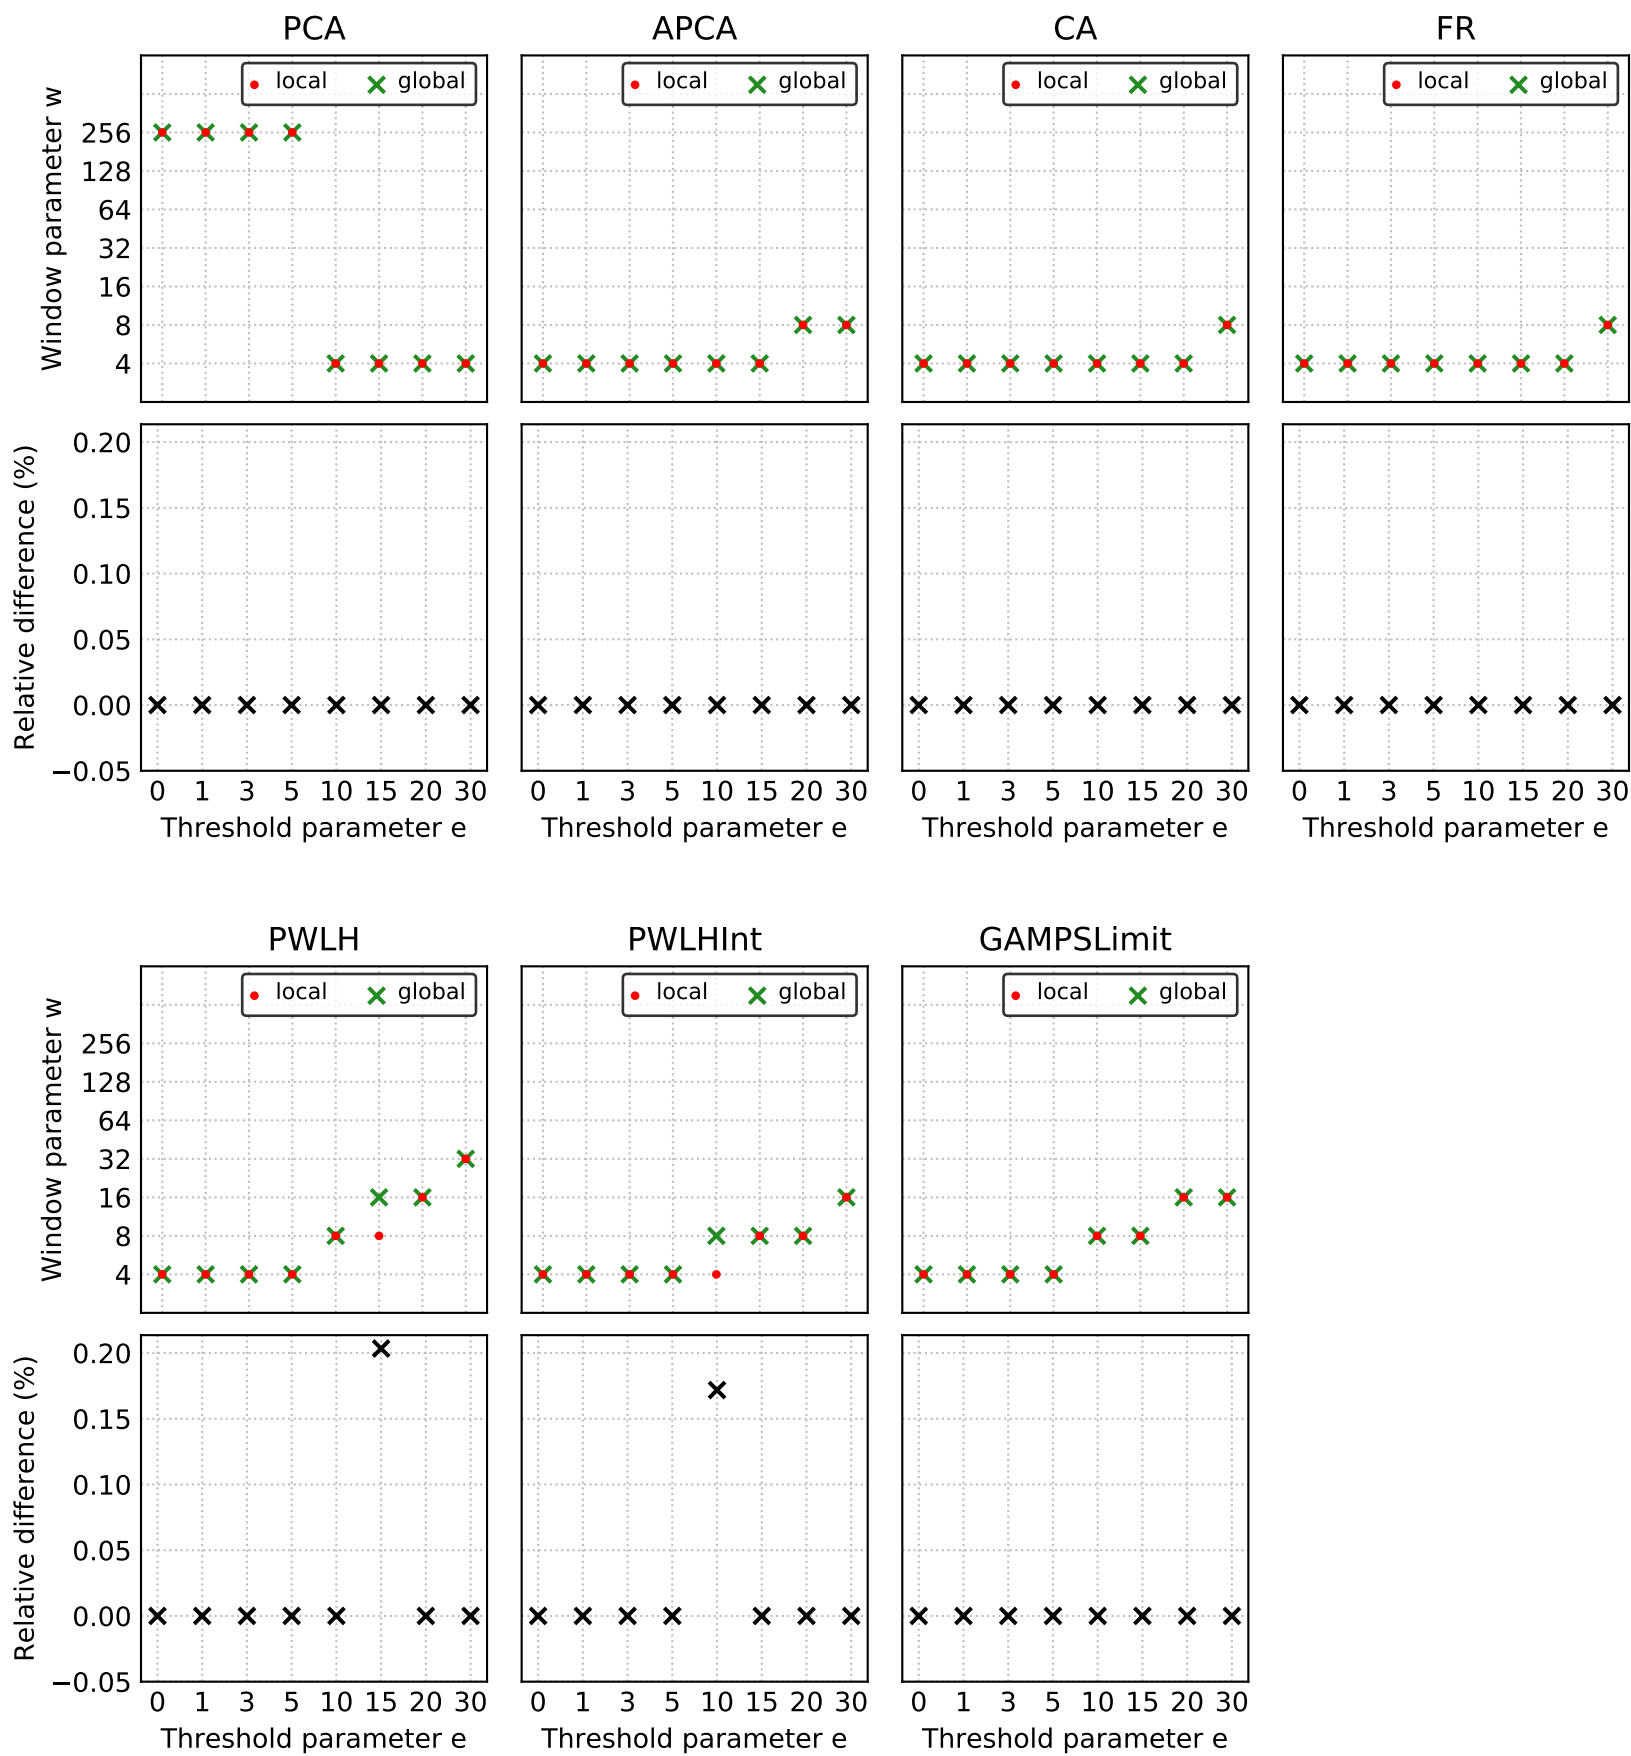 PCA APCA CA FR
local global local global local global local global
Window parameter w
256
128
64
32
16
8
4
Relative difference (%)
0.20
0.15
0.10
0.05
0.00
−0.05
0 1 3 5 10 15 20 30 0 1 3 5 10 15 20 30 0 1 3 5 10 15 20 30 0 1 3 5 10 15 20 30
Threshold parameter e Threshold parameter e Threshold parameter e Threshold parameter e
PWLH PWLHInt GAMPSLimit
local global local global local global
Window parameter w
256
128
64
32
16
8
4
Relative difference (%)
0.20
0.15
0.10
0.05
0.00
−0.05
0 1 3 5 10 15 20 30 0 1 3 5 10 15 20 30 0 1 3 5 10 15 20 30
Threshold parameter e Threshold parameter e Threshold parameter e